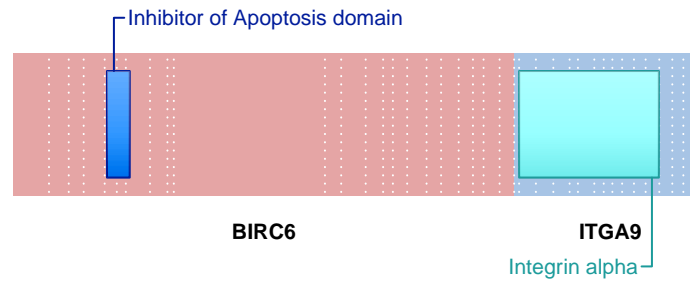 Inhibitor of Apoptosis domain
BIRC6
ITGA9
Integrin alpha